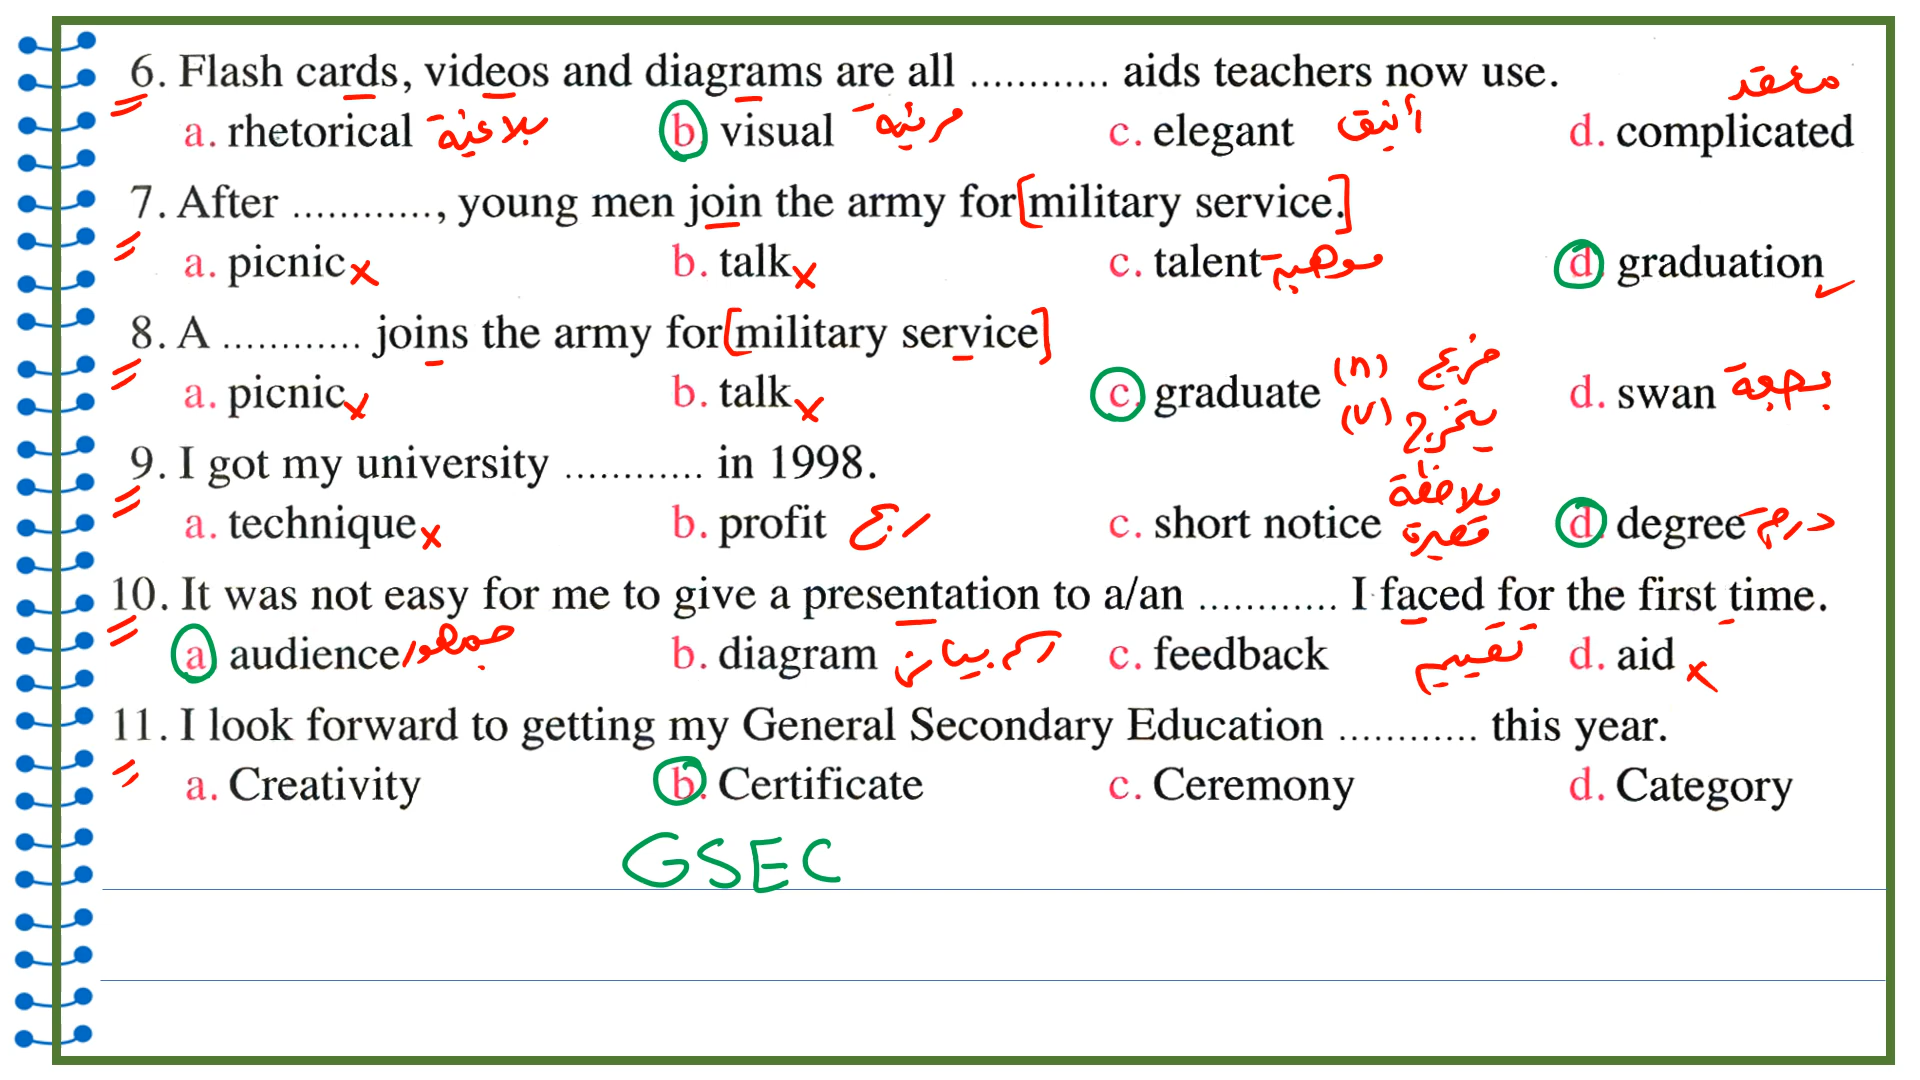 6. Flash cards, videos and diagrams are all ............ aids teachers now use.
معقد
a. rhetorical بلاغية b. visual مرئية c. elegant أنيق d. complicated
7. After ............, young men join the army for [military service.]
a. picnic x b. talk x c. talent موهبة d. graduation ✓
8. A ............ joins the army for [military service]
a. picnic x b. talk x c. graduate (n) خريج d. swan بجعة
(v) يتخرج
9. I got my university ............ in 1998.
a. technique x b. profit ربح c. short notice ملاحظة قصيرة d. degree
10. It was not easy for me to give a presentation to a/an ............ I faced for the first time.
a. audience جمهور b. diagram رسم بياني c. feedback تقييم d. aid x
11. I look forward to getting my General Secondary Education ............ this year.
a. Creativity b. Certificate c. Ceremony d. Category
GSEC